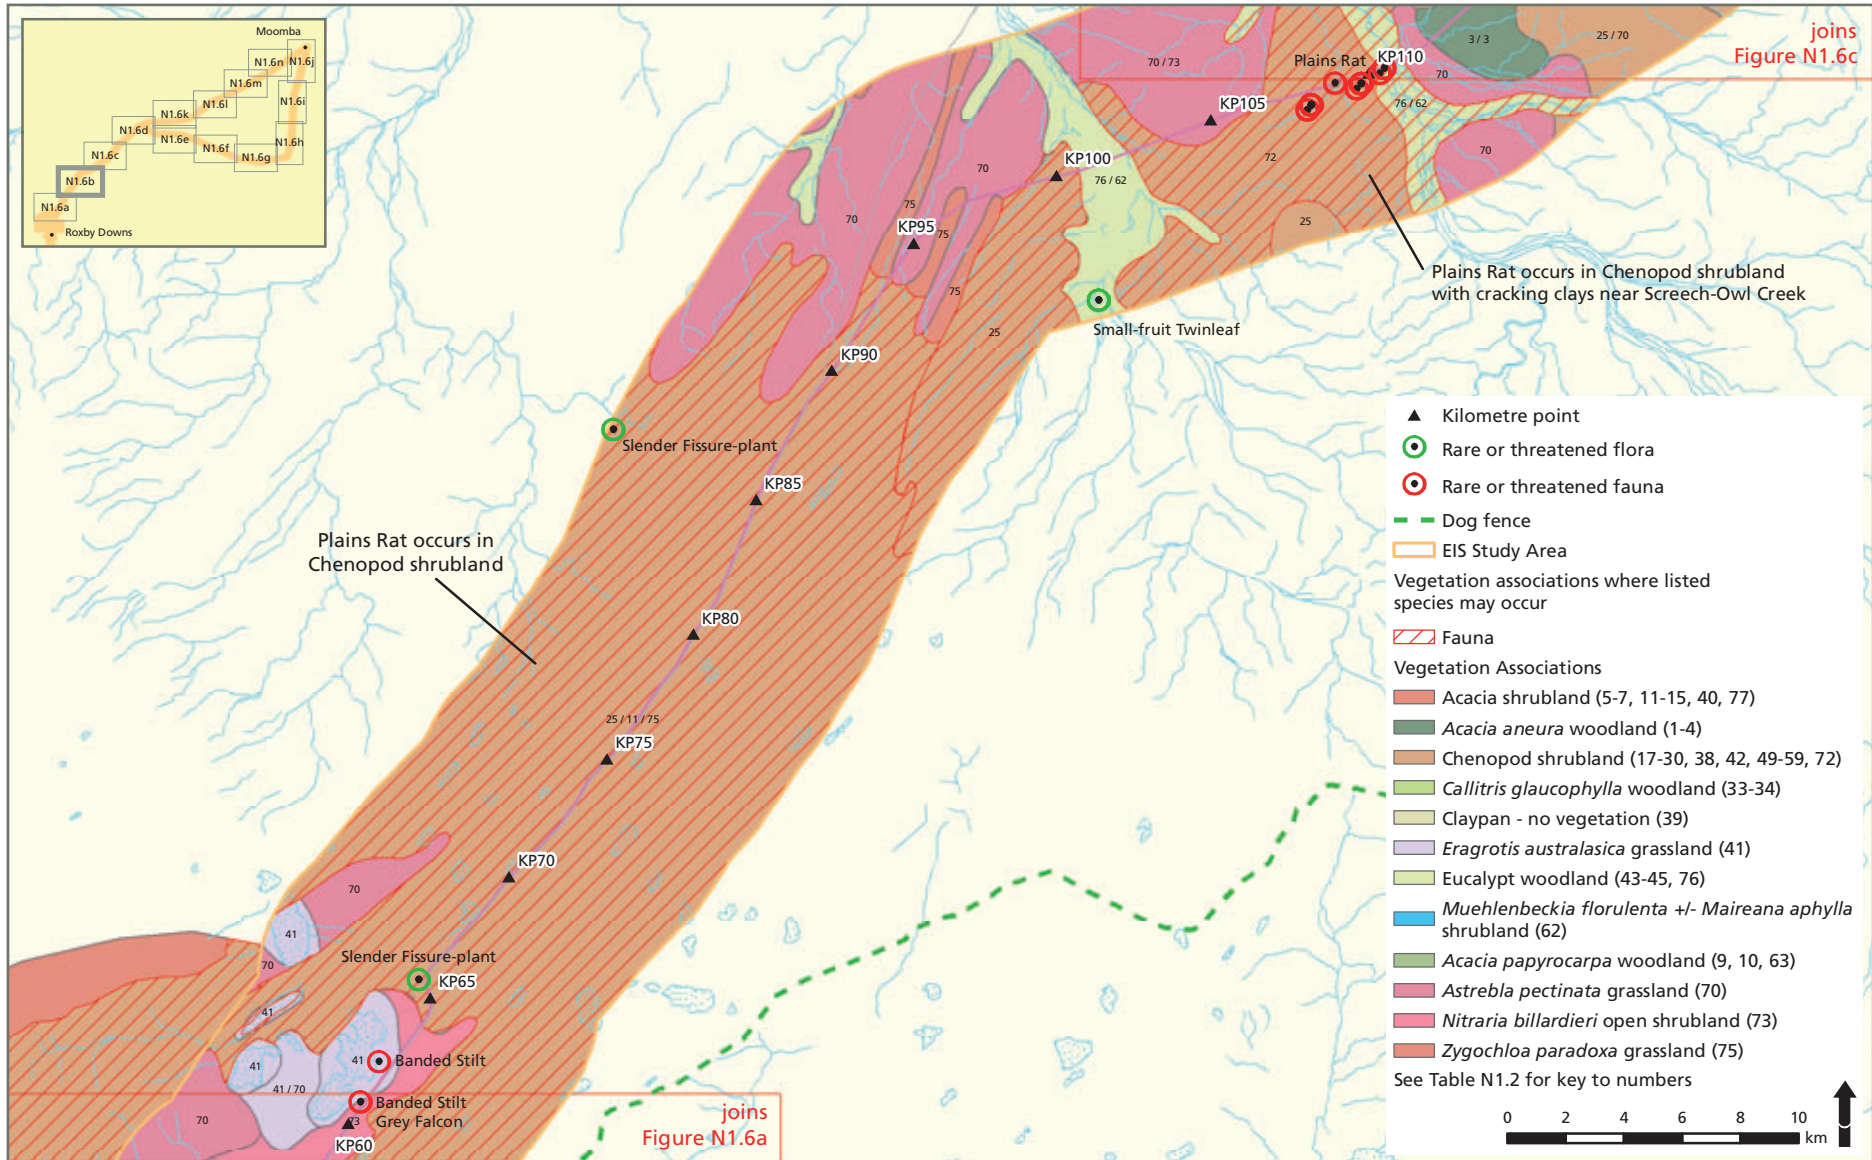 Moomba
N1.6n
N1.6j
N1.6m
N1.6i
N1.6l
N1.6k
N1.6d
N1.6e
N1.6f
N1.6h
N1.6g
N1.6c
N1.6b
N1.6a
Roxby Downs
joins
Figure N1.6c
3 / 3
25 / 70
70 / 73
Plains Rat
KP110
70
76 / 62
KP105
70
72
KP100
76 / 62
70
75
70
KP95
75
25
75
25
Plains Rat occurs in Chenopod shrubland
with cracking clays near Screech-Owl Creek
Small-fruit Twinleaf
KP90
Slender Fissure-plant
KP85
Plains Rat occurs in
Chenopod shrubland
KP80
25 / 11 / 75
KP75
KP70
70
41
70
Slender Fissure-plant
KP65
41
41
41
Banded Stilt
41 / 70
Banded Stilt
Grey Falcon
70
73
KP60
joins
Figure N1.6a
Kilometre point
Rare or threatened flora
Rare or threatened fauna
Dog fence
EIS Study Area
Vegetation associations where listed
species may occur
Fauna
Vegetation Associations
Acacia shrubland (5-7, 11-15, 40, 77)
Acacia aneura woodland (1-4)
Chenopod shrubland (17-30, 38, 42, 49-59, 72)
Callitris glaucophylla woodland (33-34)
Claypan - no vegetation (39)
Eragrotis australasica grassland (41)
Eucalypt woodland (43-45, 76)
Muehlenbeckia florulenta +/- Maireana aphylla
shrubland (62)
Acacia papyrocarpa woodland (9, 10, 63)
Astrebla pectinata grassland (70)
Nitraria billardieri open shrubland (73)
Zygochloa paradoxa grassland (75)
See Table N1.2 for key to numbers
0 2 4 6 8 10
km